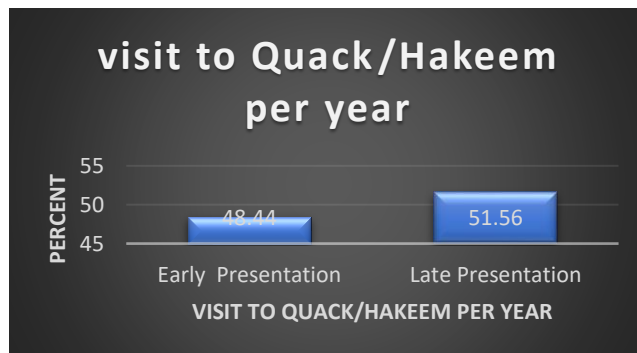 visit to Quack/Hakeem
per year
PERCENT
55
50
45
48.44
51.56
Early Presentation
Late Presentation
VISIT TO QUACK/HAKEEM PER YEAR